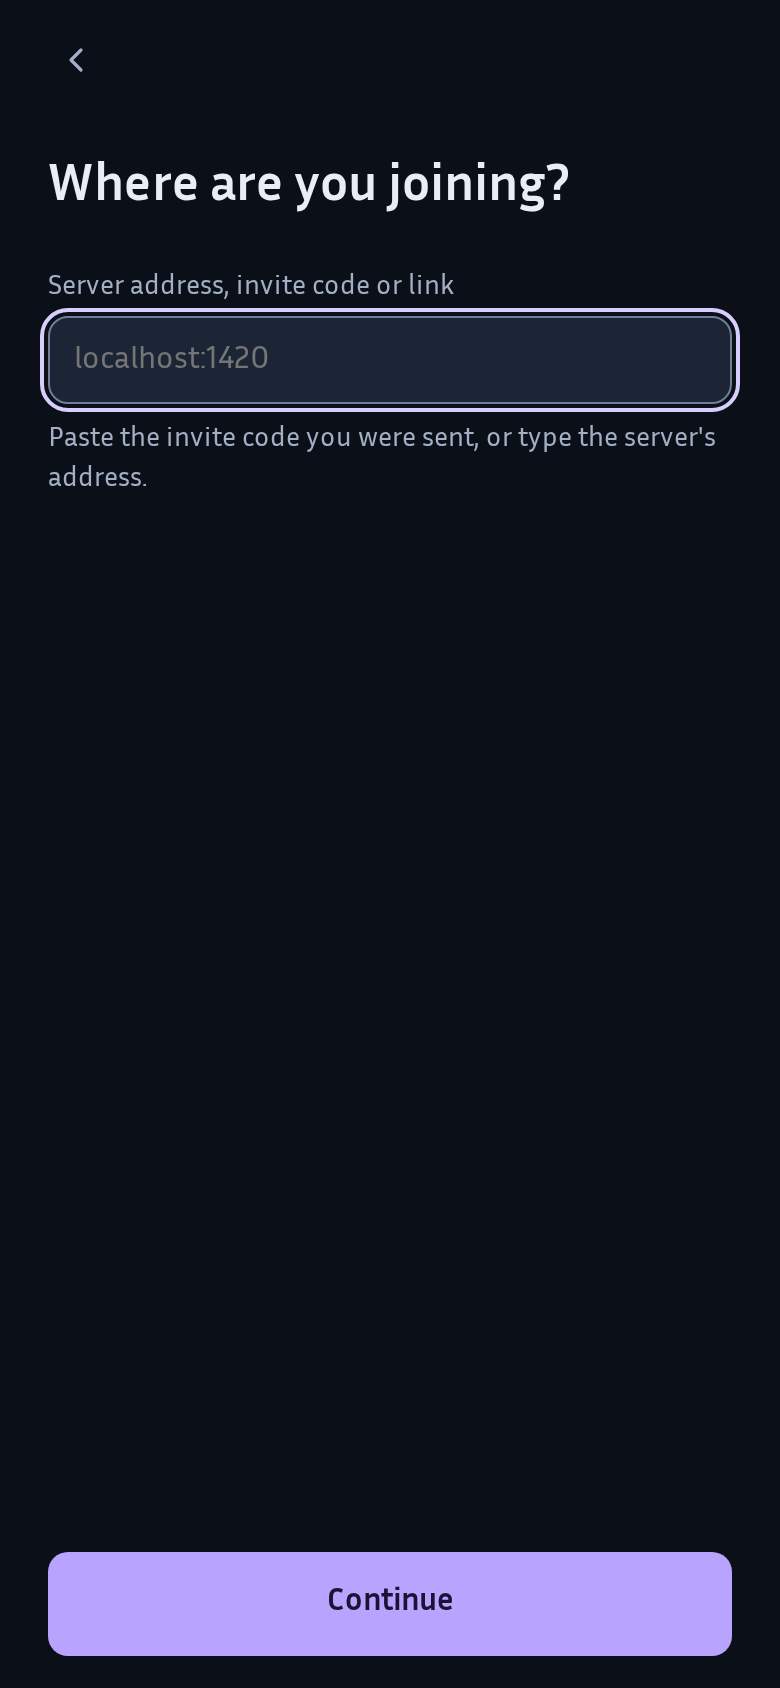 Where are you joining?
Server address, invite code or link
localhost:1420
Paste the invite code you were sent, or type the server's
address.
Continue